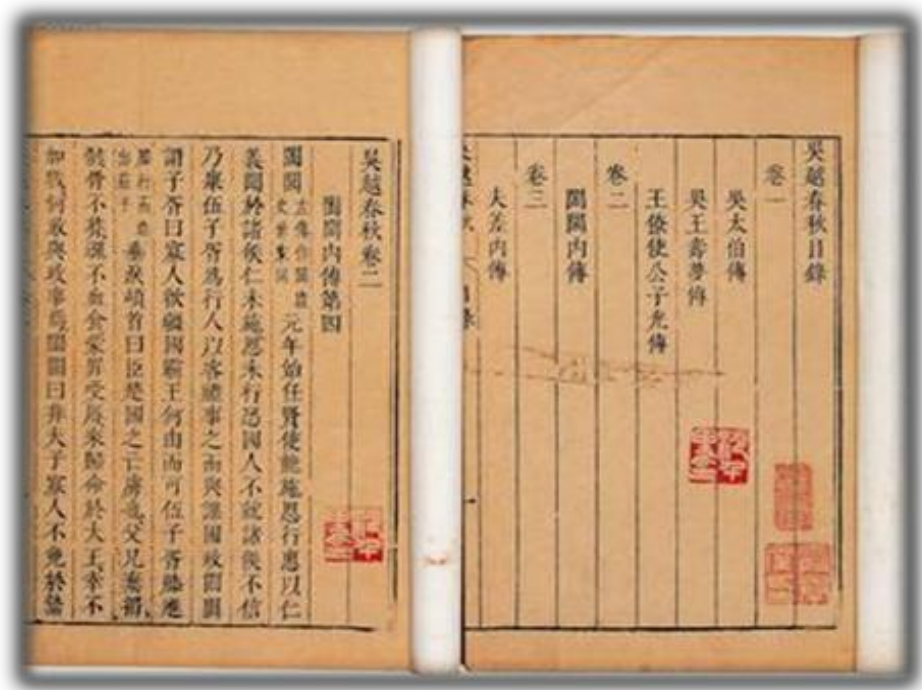 吳越春秋目錄
卷一
吳太伯傳
吳王壽夢傳
王僚使公子光傳
卷二
闔閭内傳
卷三
夫差内傳
吳越春秋卷二
闔閭内傳第四
闔閭 左傳作闔廬 元年始任賢使能施恩行惠以仁
義聞於諸侯仁未施恩未行恐國人不就諸侯不信
乃舉伍子胥爲行人以客禮事之而與謀國政闔閭
謂子胥曰寡人欲彊國霸王何由而可伍子胥膝進
垂淚頓首曰臣楚國之亡虜也父兄棄捐
骸骨不葬魂不血食蒙罪受辱來歸命於大王幸不
加戮何敢與政事焉闔閭曰非夫子寡人不免於縶